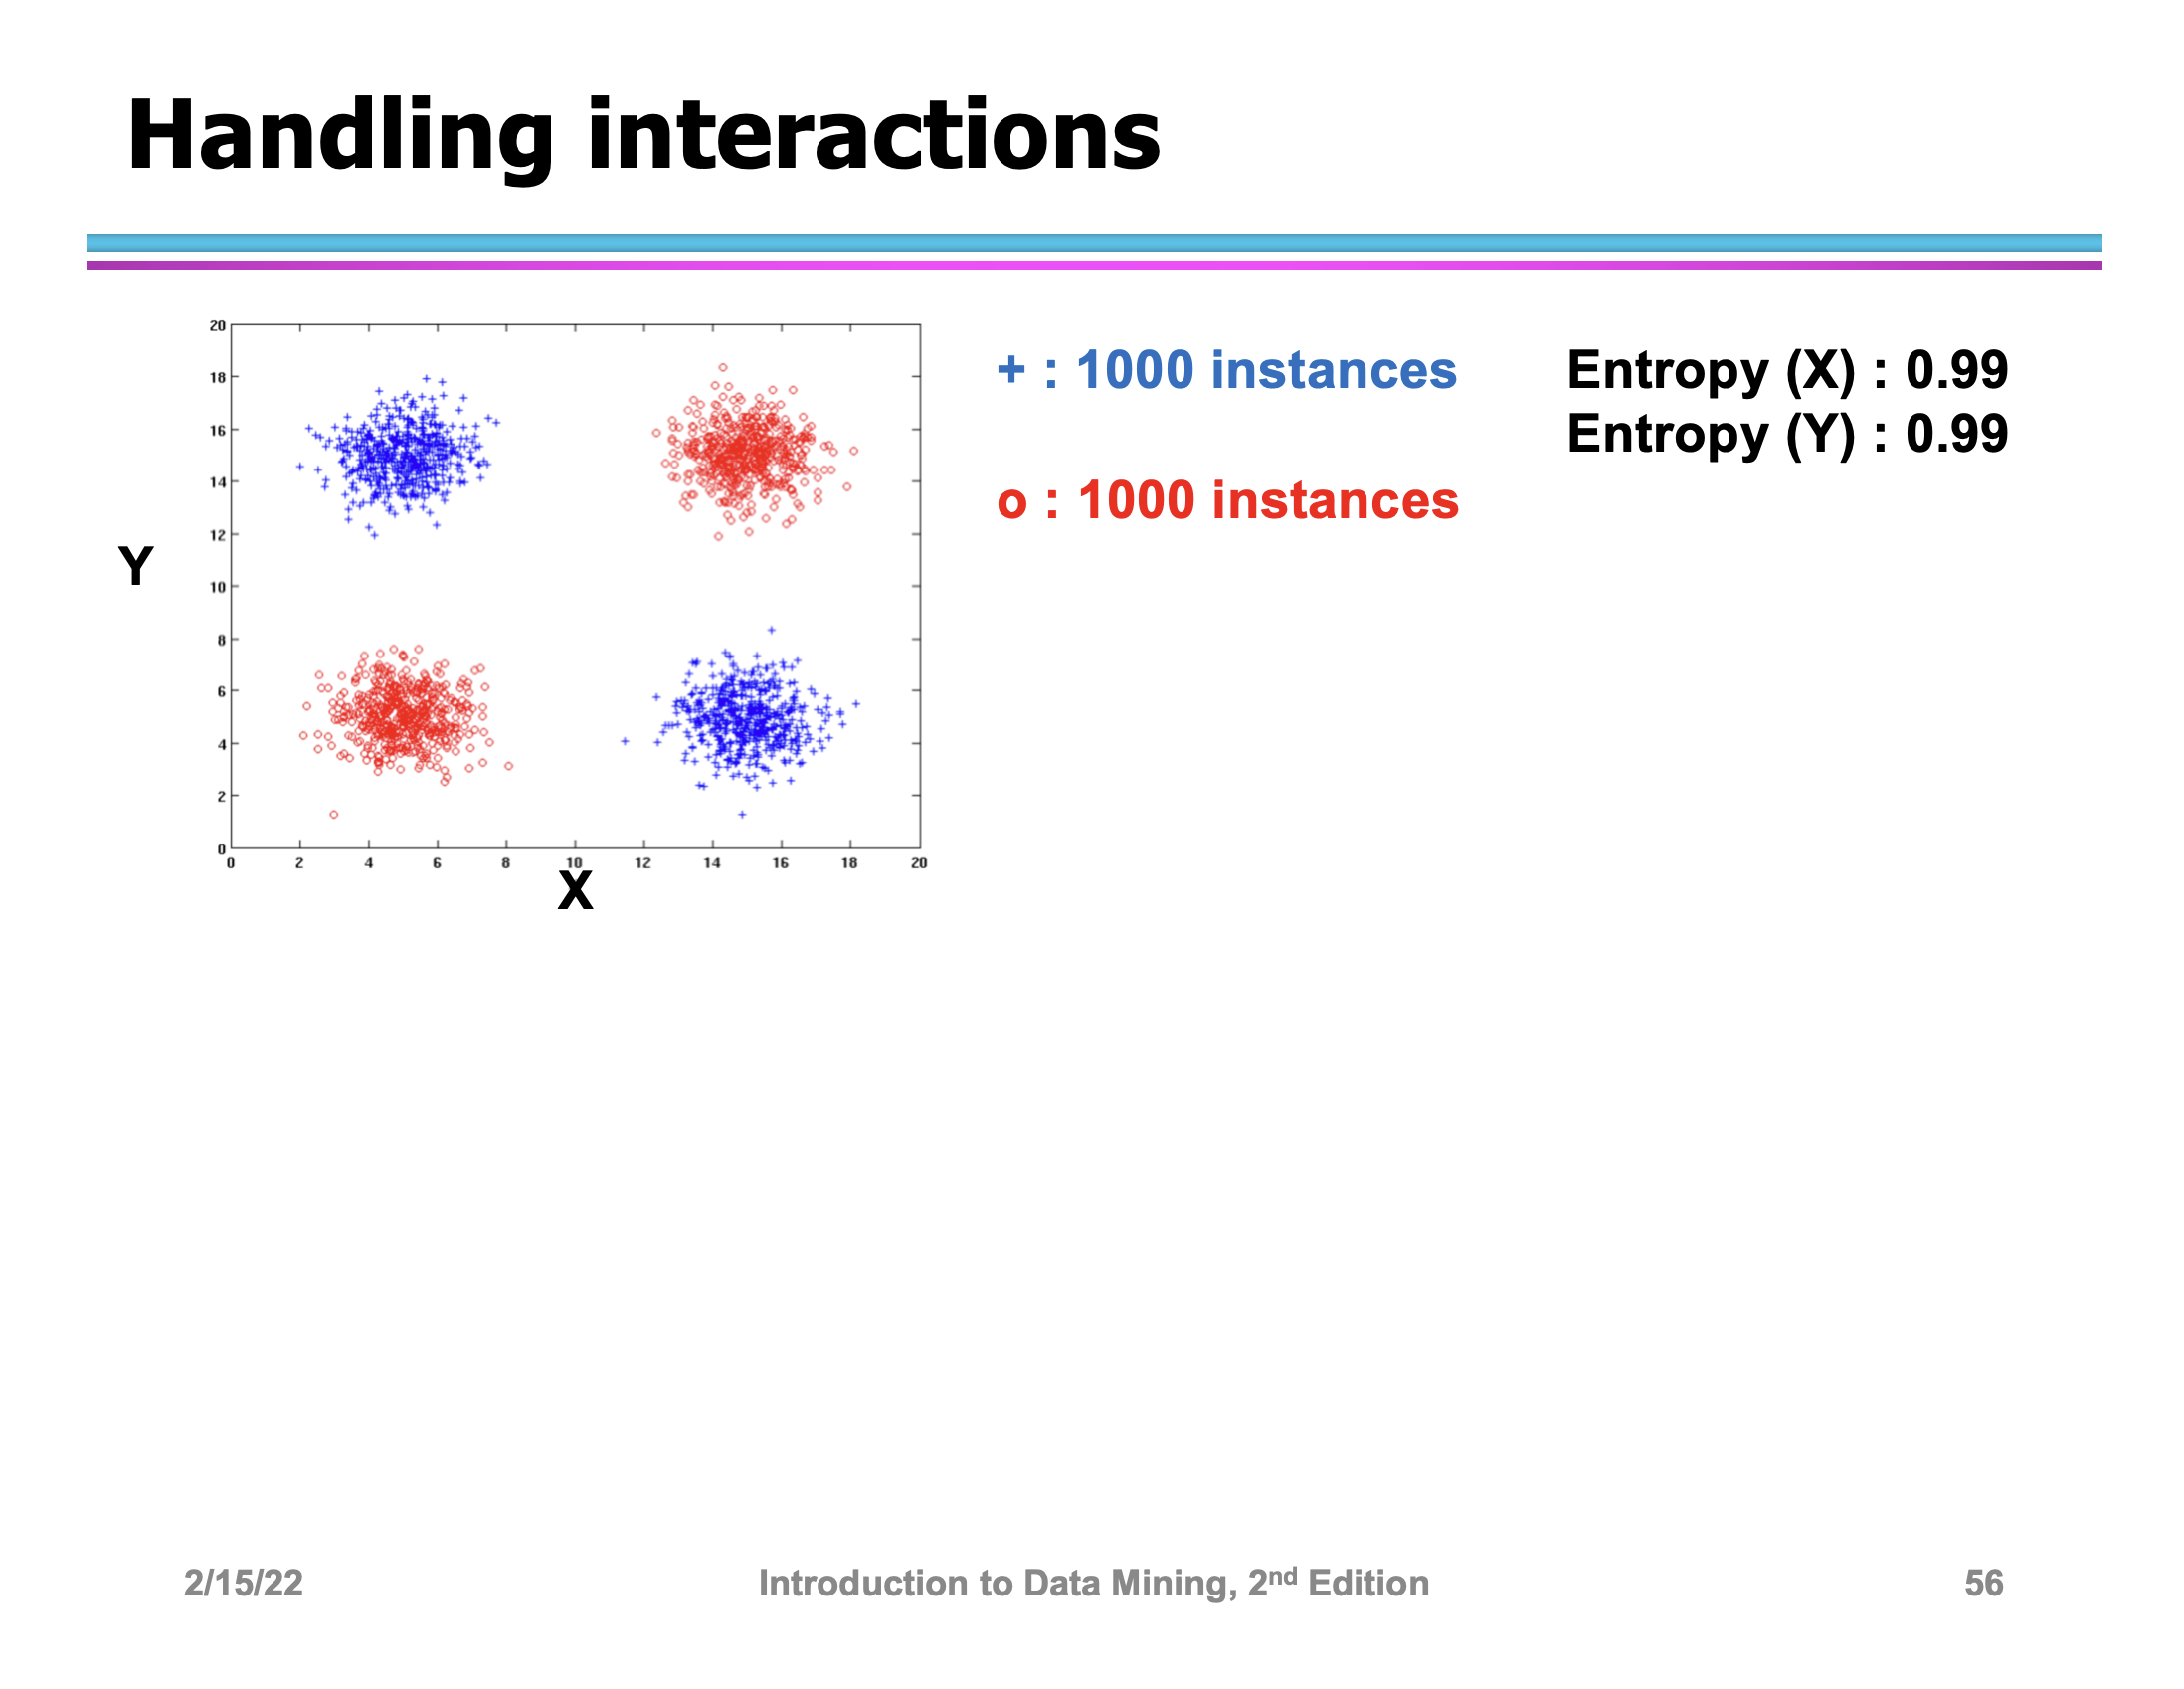 Handling interactions
20
18
16
14
12
10
8
6
4
2
0
0 2 4 6 8 10 12 14 16 18 20
Y
X
+ : 1000 instances
o : 1000 instances
Entropy (X) : 0.99
Entropy (Y) : 0.99
2/15/22
Introduction to Data Mining, 2nd Edition
56